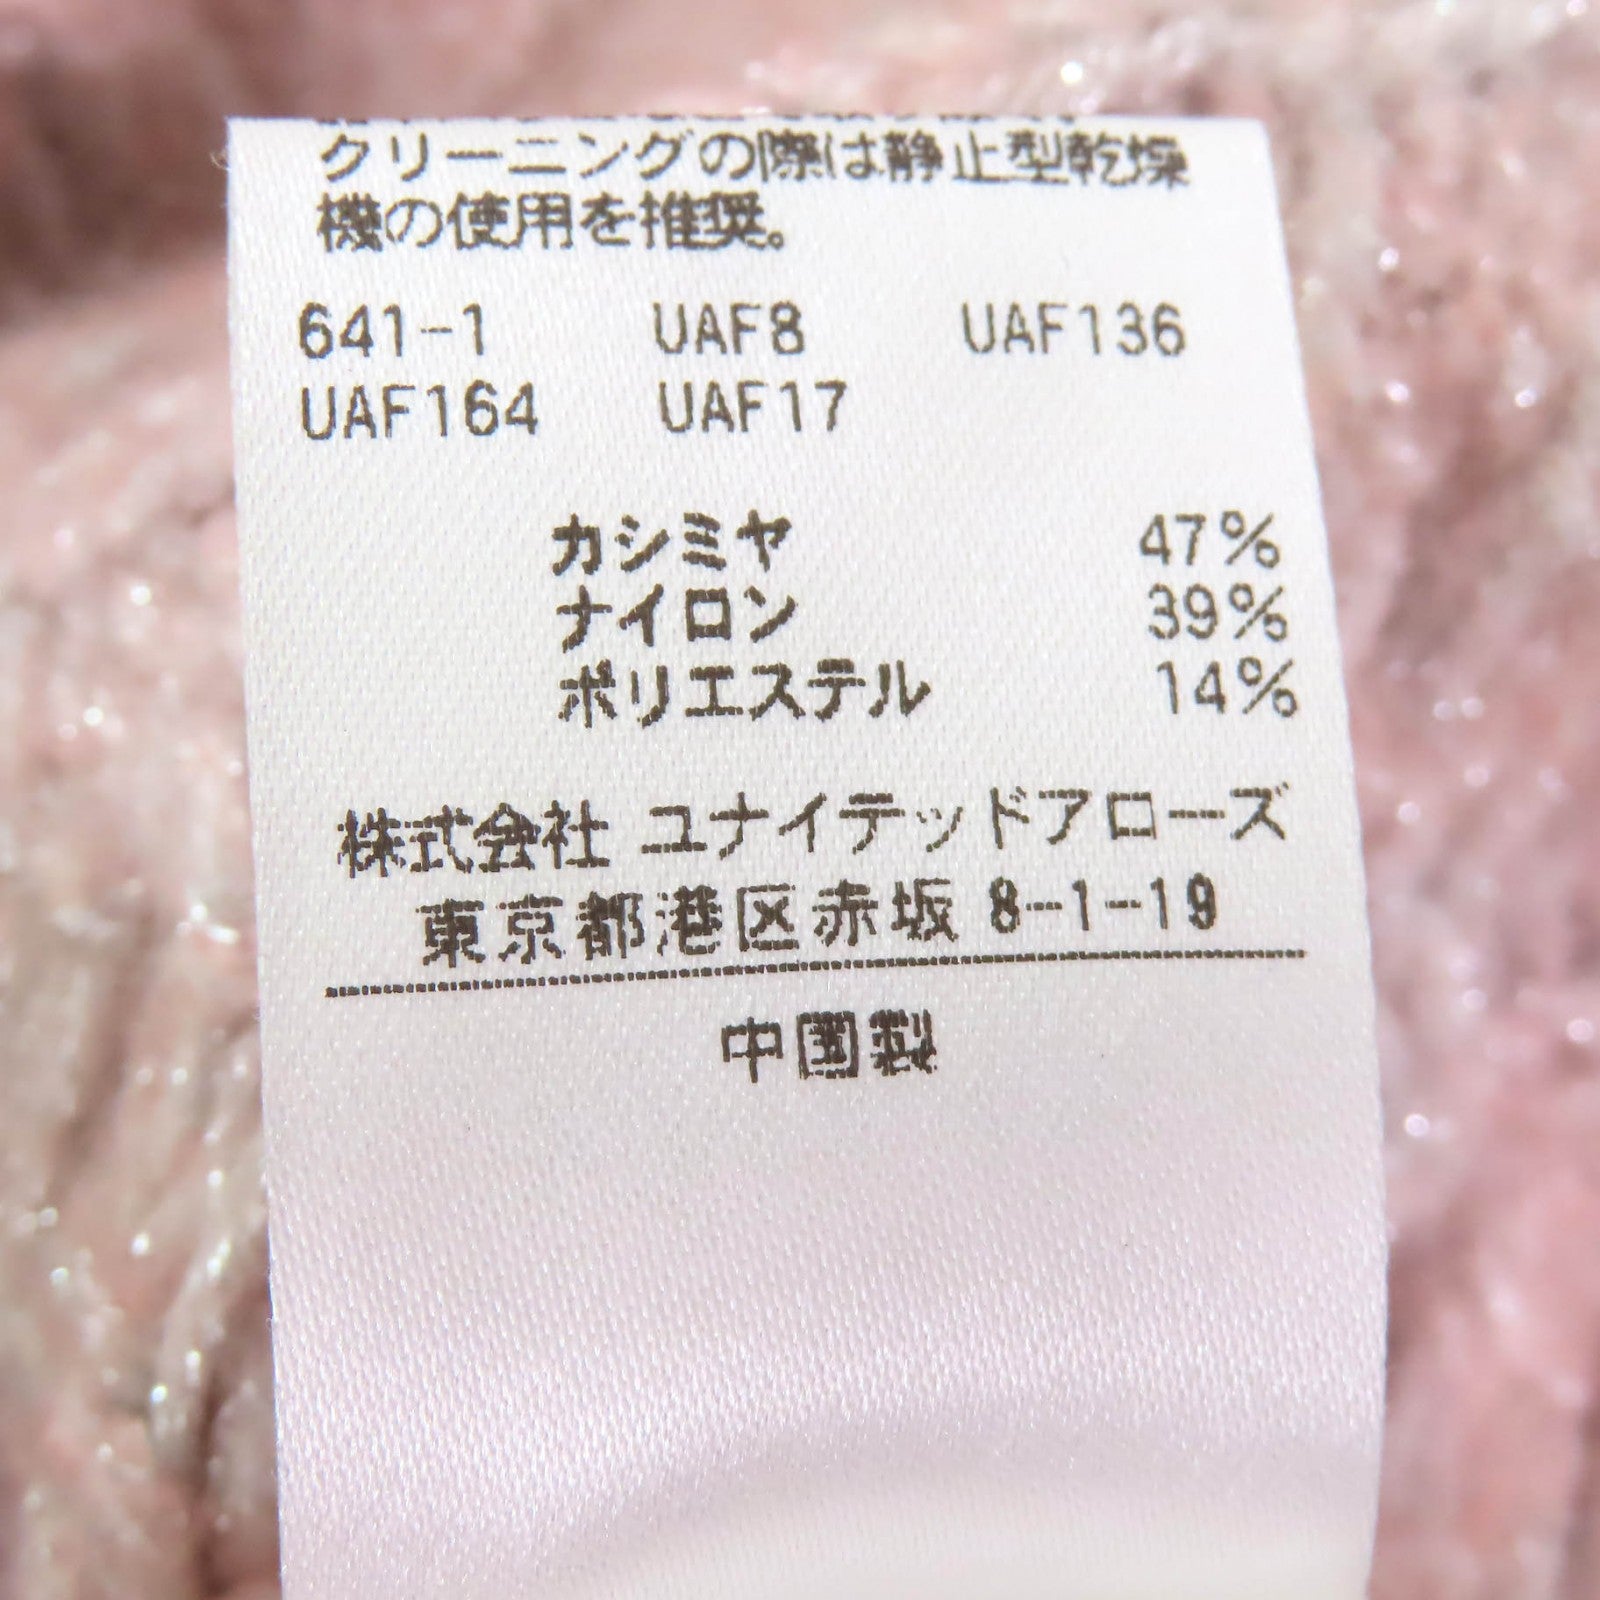 クリーニングの際は静止型乾燥
機の使用を推奨。
641-1 UAF8 UAF136
UAF164 UAF17
カシミヤ 47%
ナイロン 39%
ポリエステル 14%
株式会社 ユナイテッドアローズ
東京都港区赤坂 8-1-19
中国製